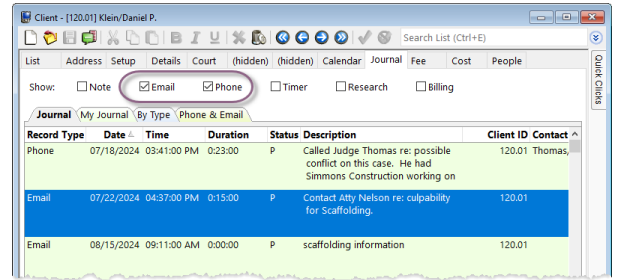 Client - [120.01] Klein/Daniel P.
B I U Search List (Ctrl+E)
List Address Setup Details Court (hidden) (hidden) Calendar Journal Fee Cost People
Quick Clicks
Show: Note Email Phone Timer Research Billing
Journal My Journal By Type Phone & Email
Record Type Date Time Duration Status Description Client ID Contact
Phone 07/18/2024 03:41:00 PM 0:23:00 P Called Judge Thomas re: possible 120.01 Thomas,
conflict on this case. He had
Simmons Construction working on
Email 07/22/2024 04:37:00 PM 0:15:00 P Contact Atty Nelson re: culpability 120.01
for Scaffolding.
Email 08/15/2024 09:11:00 AM 0:00:00 P scaffolding information 120.01